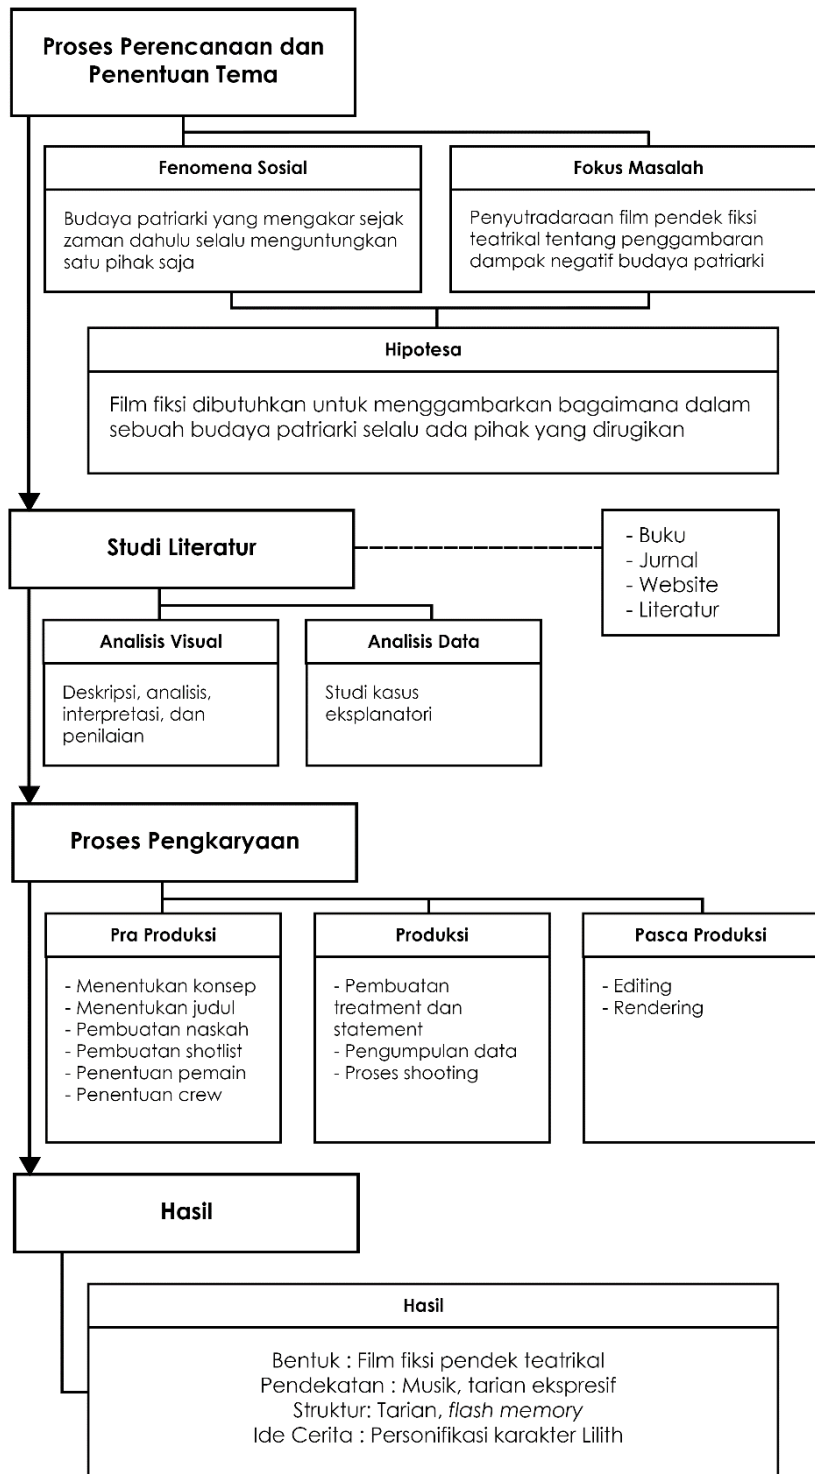 Proses Perencanaan dan
Penentuan Tema
Fenomena Sosial
Budaya patriarki yang mengakar sejak
zaman dahulu selalu menguntungkan
satu pihak saja
Fokus Masalah
Penyutradaraan film pendek fiksi
teatrikal tentang penggambaran
dampak negatif budaya patriarki
Hipotesa
Film fiksi dibutuhkan untuk menggambarkan bagaimana dalam
sebuah budaya patriarki selalu ada pihak yang dirugikan
Studi Literatur
- Buku
- Jurnal
- Website
- Literatur
Analisis Visual
Deskripsi, analisis,
interpretasi, dan
penilaian
Analisis Data
Studi kasus
eksplanatori
Proses Pengkaryaan
Pra Produksi
- Menentukan konsep
- Menentukan judul
- Pembuatan naskah
- Pembuatan shotlist
- Penentuan pemain
- Penentuan crew
Produksi
- Pembuatan
treatment dan
statement
- Pengumpulan data
- Proses shooting
Pasca Produksi
- Editing
- Rendering
Hasil
Hasil
Bentuk : Film fiksi pendek teatrikal
Pendekatan : Musik, tarian ekspresif
Struktur: Tarian, flash memory
Ide Cerita : Personifikasi karakter Lilith